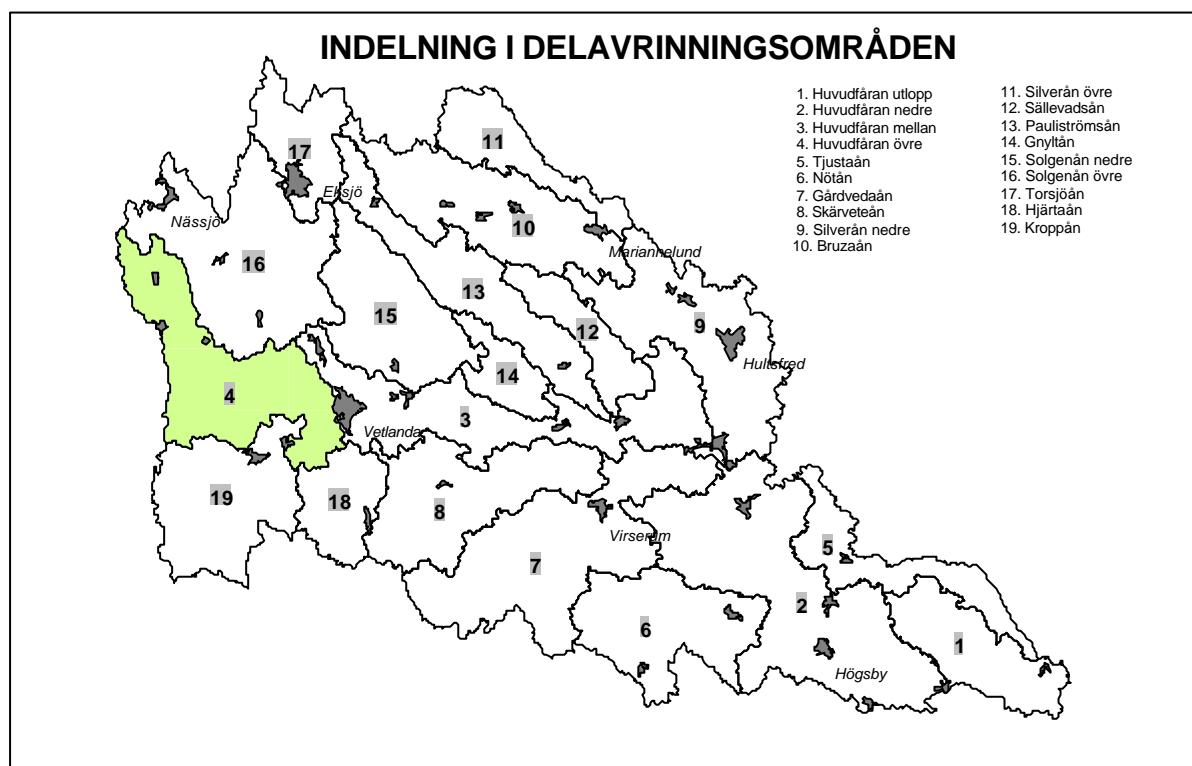 INDELNING I DELAVRINNINGSOMRÅDEN
1. Huvudfåran utlopp
2. Huvudfåran nedre
3. Huvudfåran mellan
4. Huvudfåran övre
5. Tjustaån
6. Nötån
7. Gårdvedaån
8. Skärveteån
9. Silverån nedre
10. Bruzaån
11. Silverån övre
12. Sällevadsån
13. Pauliströmsån
14. Gnyltån
15. Solgenån nedre
16. Solgenån övre
17. Torsjöån
18. Hjärtaån
19. Kroppån
11
17
Eksjö
Nässjö
10
Mariannelund
16
13
15
9
12
Hultsfred
14
4
3
Vetlanda
19
18
8
Virserum
5
7
2
6
1
Högsby